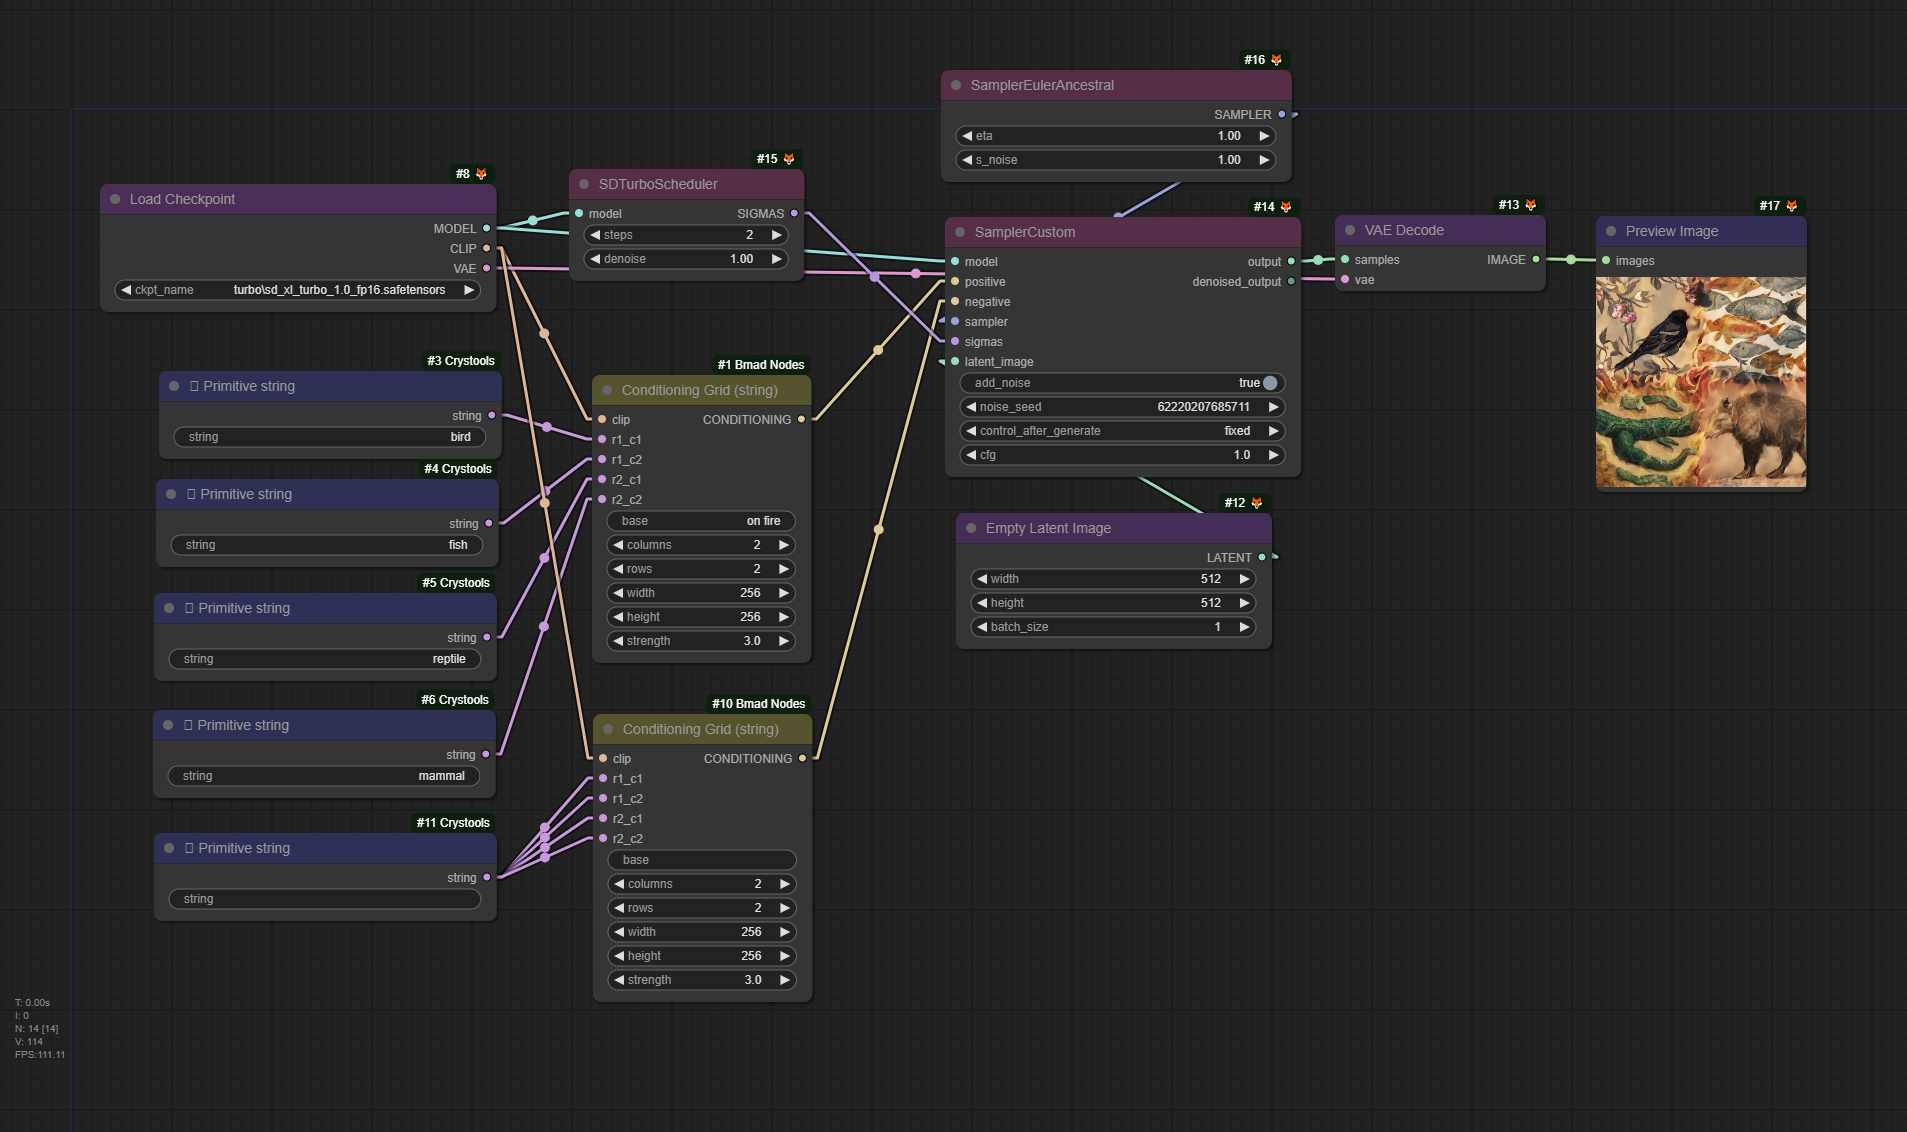 #16
SamplerEulerAncestral
SAMPLER
eta 1.00
s_noise 1.00
#8
Load Checkpoint
MODEL
CLIP
VAE
ckpt_name turbo\sd_xl_turbo_1.0_fp16.safetensors
#15
SDTurboScheduler
model SIGMAS
steps 2
denoise 1.00
#14
SamplerCustom
model output
positive denoised_output
negative
sampler
sigmas
latent_image
add_noise true
noise_seed 62220207685711
control_after_generate fixed
cfg 1.0
#13
VAE Decode
samples IMAGE
vae
#17
Preview Image
images
#3 Crystools
Primitive string
string
string bird
#4 Crystools
Primitive string
string
string fish
#5 Crystools
Primitive string
string
string reptile
#6 Crystools
Primitive string
string
string mammal
#11 Crystools
Primitive string
string
string
#1 Bmad Nodes
Conditioning Grid (string)
clip CONDITIONING
r1_c1
r1_c2
r2_c1
r2_c2
base on fire
columns 2
rows 2
width 256
height 256
strength 3.0
#10 Bmad Nodes
Conditioning Grid (string)
clip CONDITIONING
r1_c1
r1_c2
r2_c1
r2_c2
base
columns 2
rows 2
width 256
height 256
strength 3.0
#12
Empty Latent Image
LATENT
width 512
height 512
batch_size 1
T: 0.00s
I: 0
N: 14 [14]
V: 114
FPS:111.11